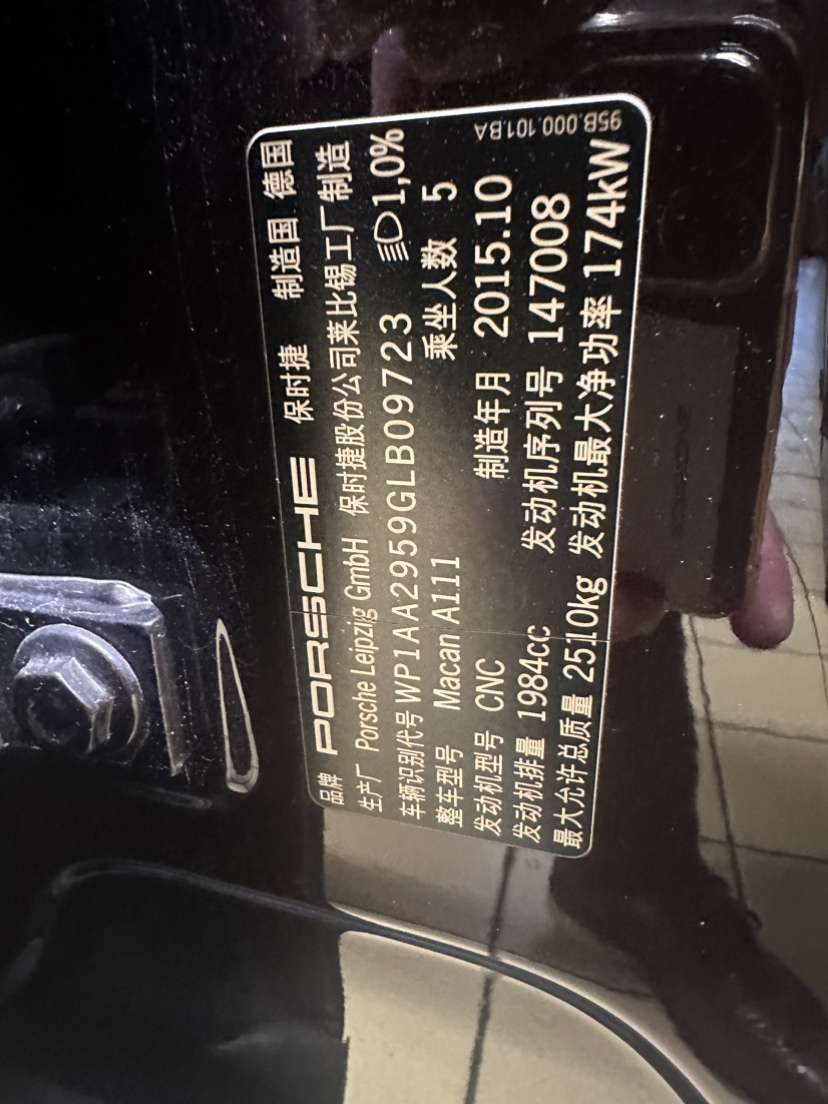 品牌 PORSCHE 保时捷 制造国 德国
生产厂 Porsche Leipzig GmbH 保时捷股份公司莱比锡工厂制造
车辆识别代号 WP1AA2959GLB09723 1,0%
整车型号 Macan A111 乘坐人数 5
发动机型号 CNC 制造年月 2015.10
发动机排量 1984cc 发动机序列号 147008
最大允许总质量 2510kg 发动机最大净功率 174kW
95B.000.101.BA